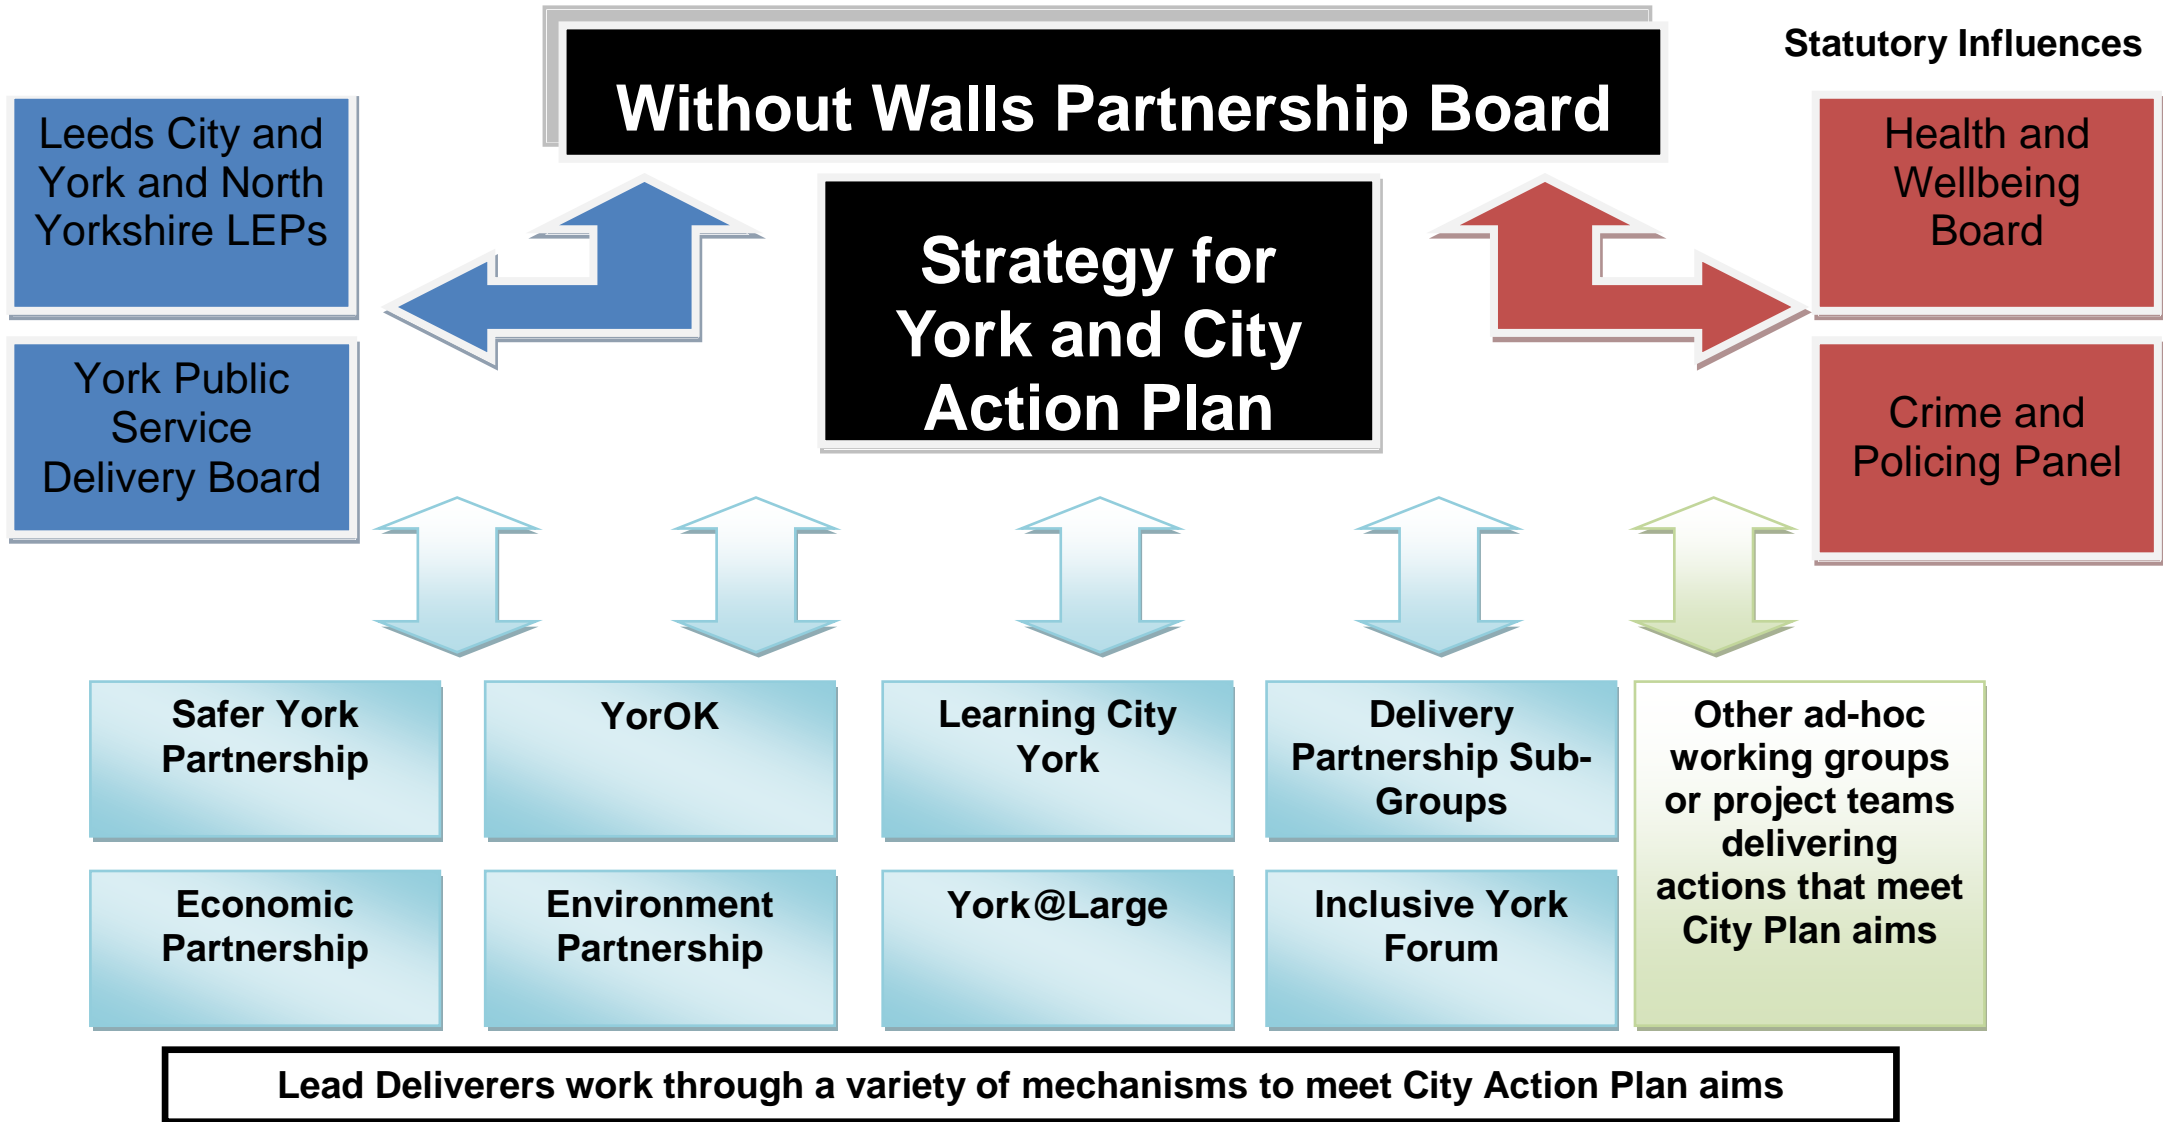 Without Walls Partnership Board
Statutory Influences
Leeds City and
York and North
Yorkshire LEPs
Health and
Wellbeing
Board
Strategy for
York and City
Action Plan
York Public
Service
Delivery Board
Crime and
Policing Panel
Safer York
Partnership
YorOK
Learning City
York
Delivery
Partnership Sub-
Groups
Other ad-hoc
working groups
or project teams
delivering
actions that meet
City Plan aims
Economic
Partnership
Environment
Partnership
York@Large
Inclusive York
Forum
Lead Deliverers work through a variety of mechanisms to meet City Action Plan aims